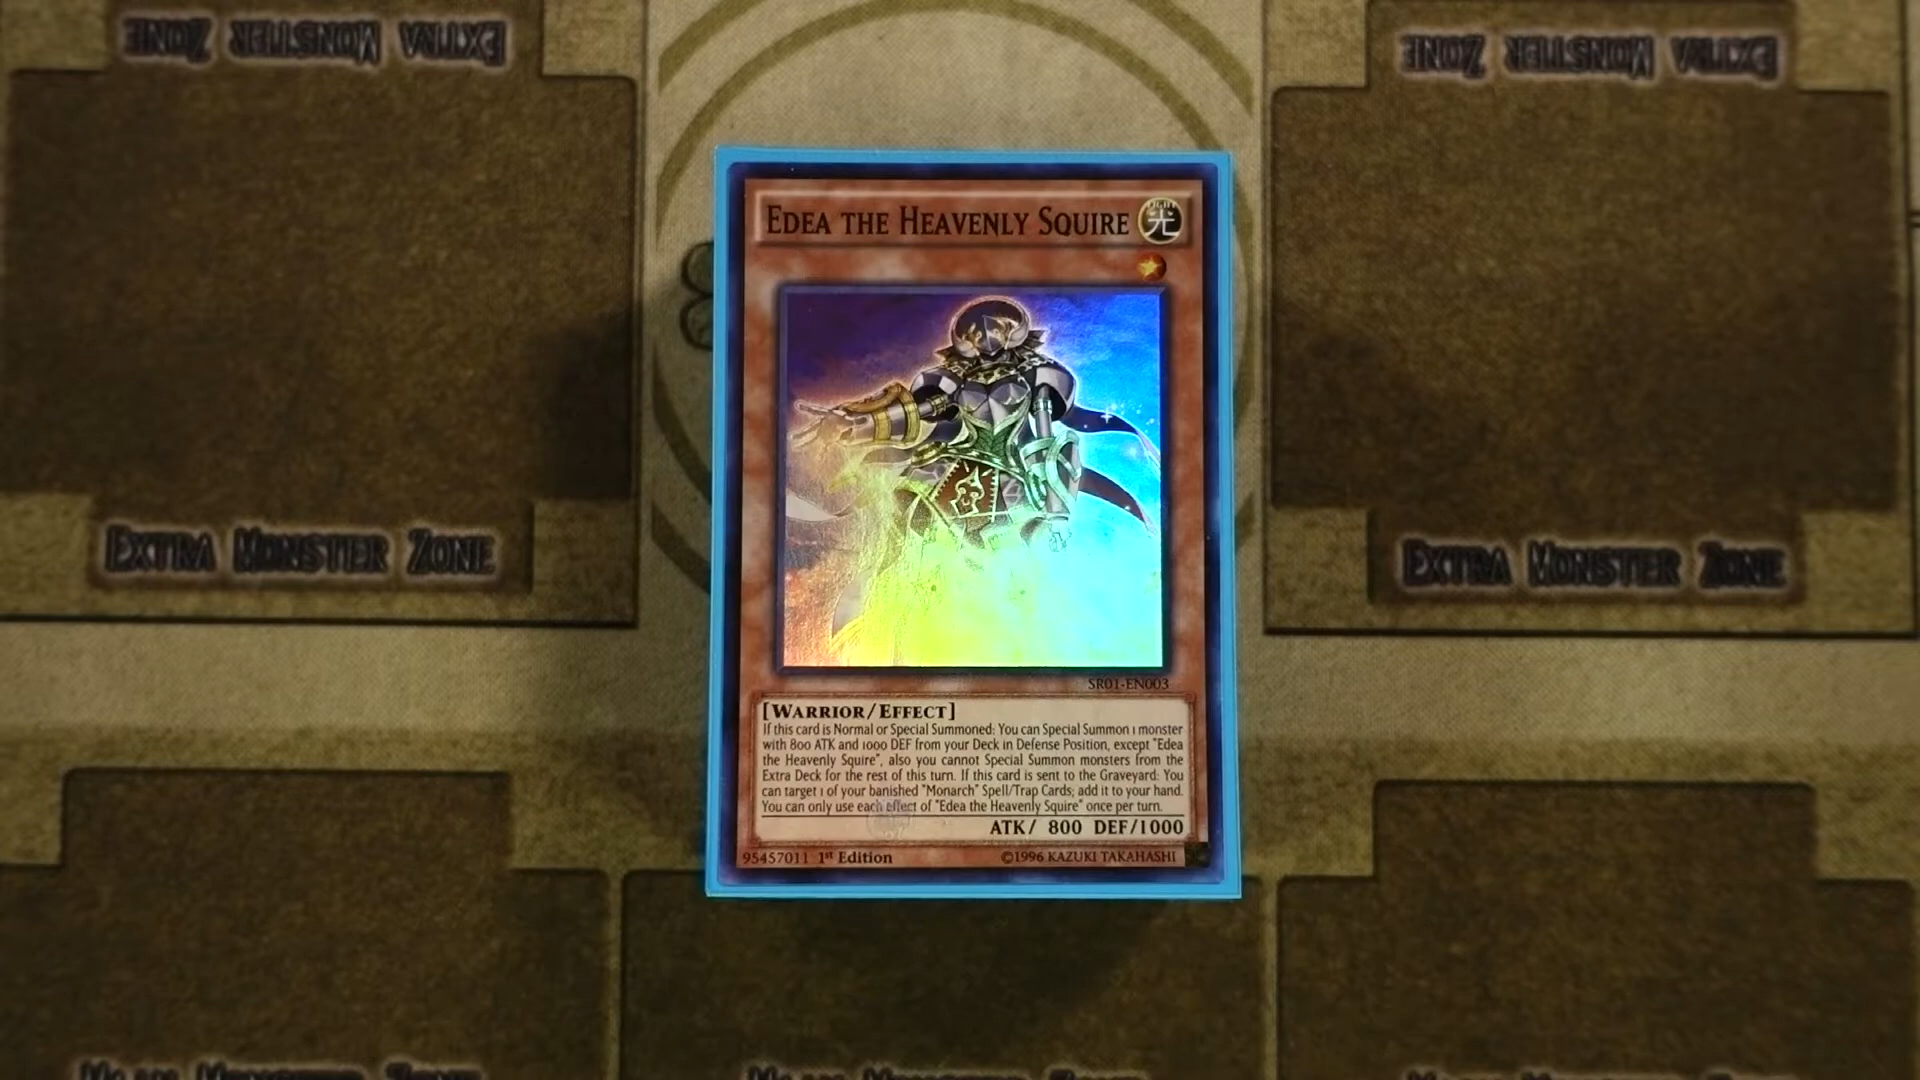 EXTRA MONSTER ZONE
EXTRA MONSTER ZONE
EDEA THE HEAVENLY SQUIRE
LIGHT
光
EXTRA MONSTER ZONE
EXTRA MONSTER ZONE
SR01-EN003
[WARRIOR/EFFECT]
If this card is Normal or Special Summoned: You can Special Summon 1 monster
with 800 ATK and 1000 DEF from your Deck in Defense Position, except "Edea
the Heavenly Squire", also you cannot Special Summon monsters from the
Extra Deck for the rest of this turn. If this card is sent to the Graveyard: You
can target 1 of your banished "Monarch" Spell/Trap Cards; add it to your hand.
You can only use each effect of "Edea the Heavenly Squire" once per turn.
ATK/ 800 DEF/1000
95457011 1st Edition
©1996 KAZUKI TAKAHASHI